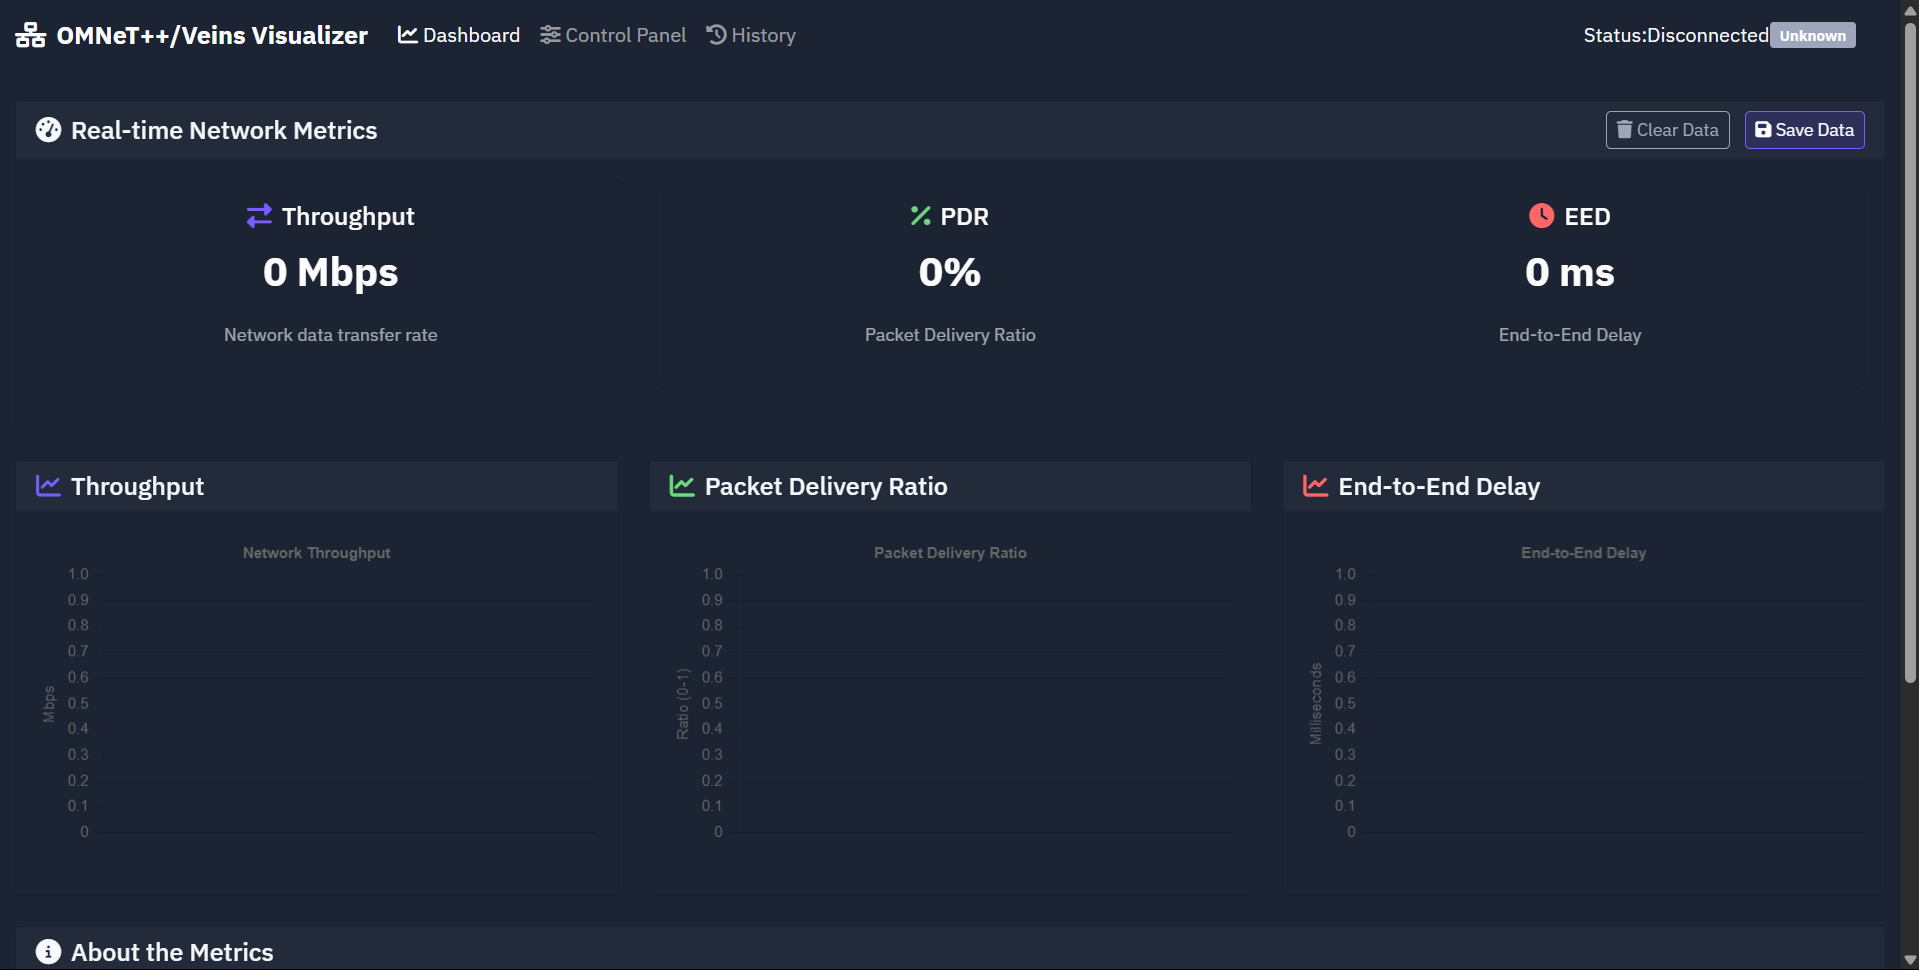 OMNeT++/Veins Visualizer Dashboard Control Panel History Status:Disconnected Unknown
Real-time Network Metrics Clear Data Save Data
Throughput
0 Mbps
Network data transfer rate
PDR
0%
Packet Delivery Ratio
EED
0 ms
End-to-End Delay
Throughput
Network Throughput
Mbps
1.0
0.9
0.8
0.7
0.6
0.5
0.4
0.3
0.2
0.1
0
Packet Delivery Ratio
Packet Delivery Ratio
Ratio (0-1)
1.0
0.9
0.8
0.7
0.6
0.5
0.4
0.3
0.2
0.1
0
End-to-End Delay
End-to-End Delay
Milliseconds
1.0
0.9
0.8
0.7
0.6
0.5
0.4
0.3
0.2
0.1
0
About the Metrics